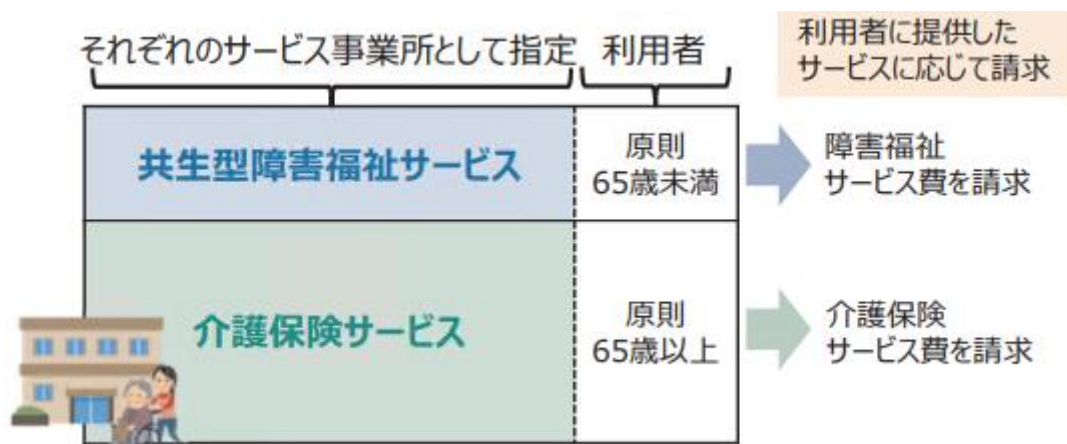 それぞれのサービス事業所として指定
利用者
利用者に提供した
サービスに応じて請求
共生型障害福祉サービス
原則
65歳未満
障害福祉
サービス費を請求
介護保険サービス
原則
65歳以上
介護保険
サービス費を請求